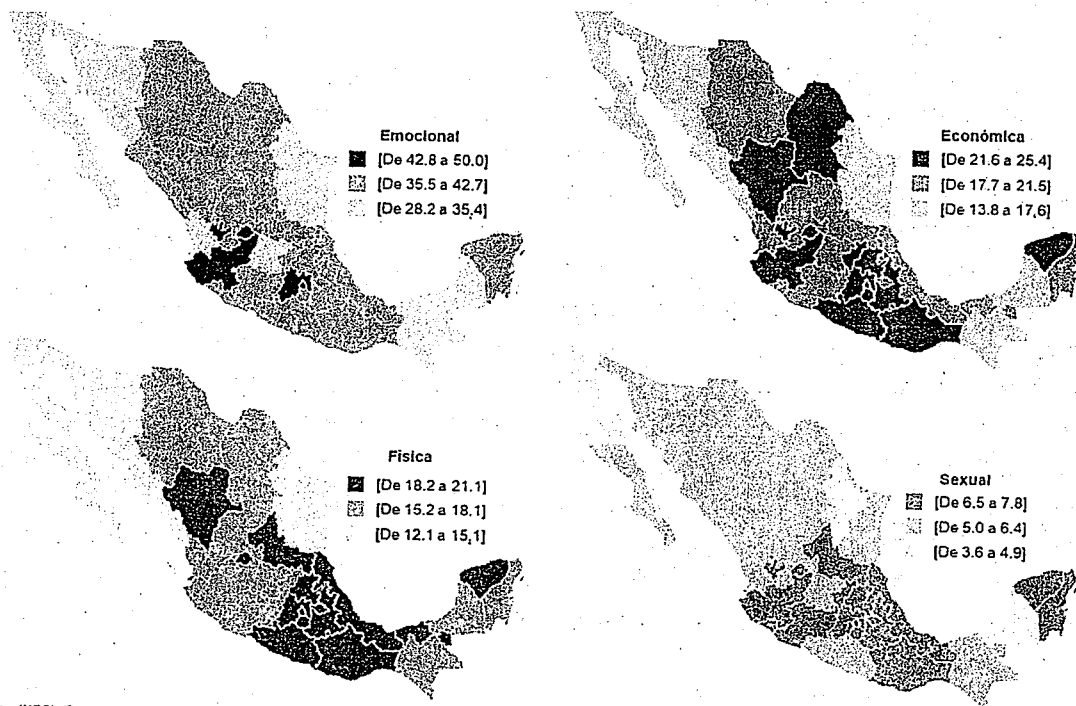 Emocional
[De 42.8 a 50.0]
[De 35.5 a 42.7]
[De 28.2 a 35.4]
Económica
[De 21.6 a 25.4]
[De 17.7 a 21.5]
[De 13.8 a 17.6]
Física
[De 18.2 a 21.1]
[De 15.2 a 18.1]
[De 12.1 a 15.1]
Sexual
[De 6.5 a 7.8]
[De 5.0 a 6.4]
[De 3.6 a 4.9]